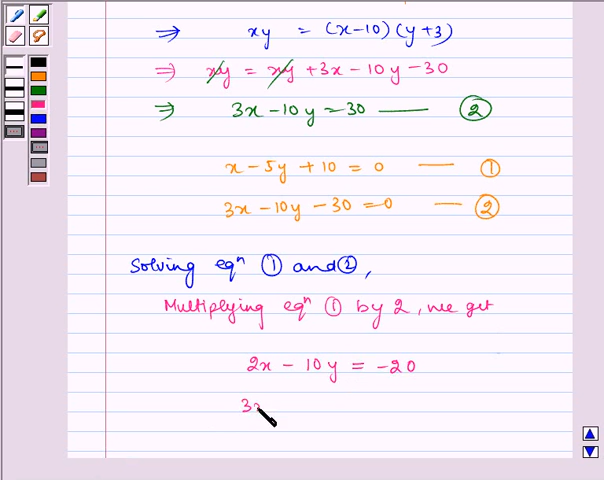 ⇒ xy = (x-10) (y+3)
⇒ xy = xy + 3x - 10y - 30
⇒ 3x - 10y = 30 —— ②
x - 5y + 10 = 0 —— ①
3x - 10y - 30 = 0 —— ②
Solving eqⁿ ① and ②,
Multiplying eqⁿ ① by 2, we get
2x - 10y = -20
3x